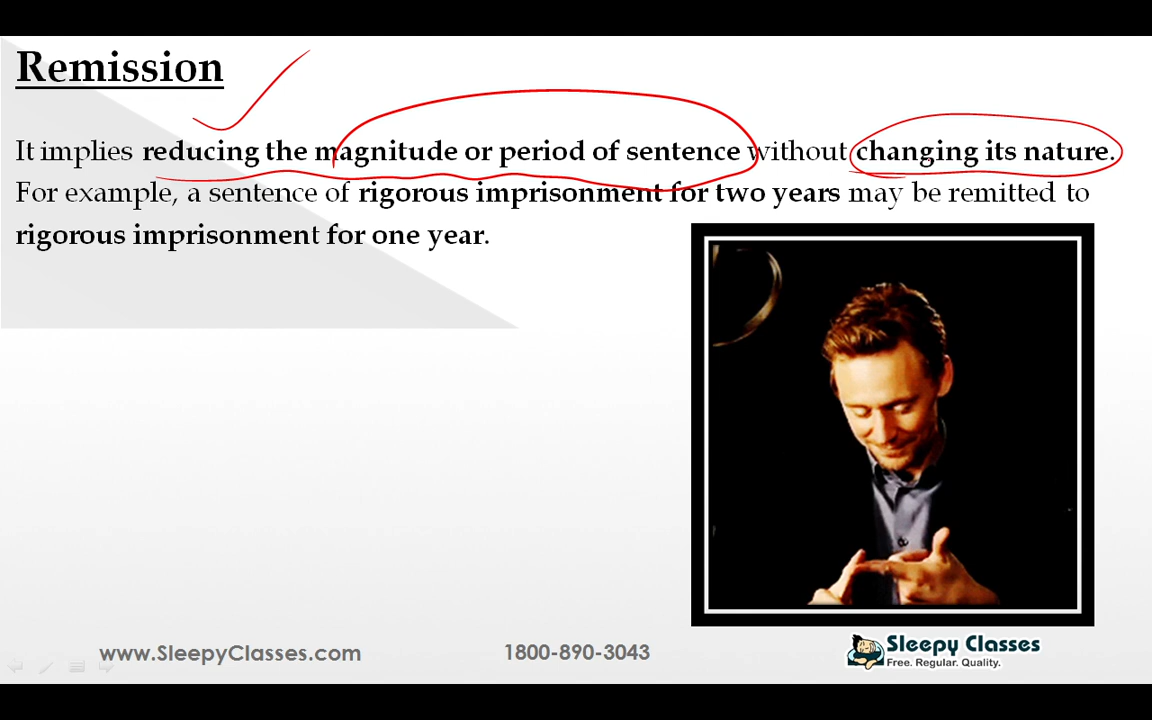 Remission
It implies reducing the magnitude or period of sentence without changing its nature.
For example, a sentence of rigorous imprisonment for two years may be remitted to
rigorous imprisonment for one year.
www.SleepyClasses.com
1800-890-3043
Sleepy Classes
Free. Regular. Quality.